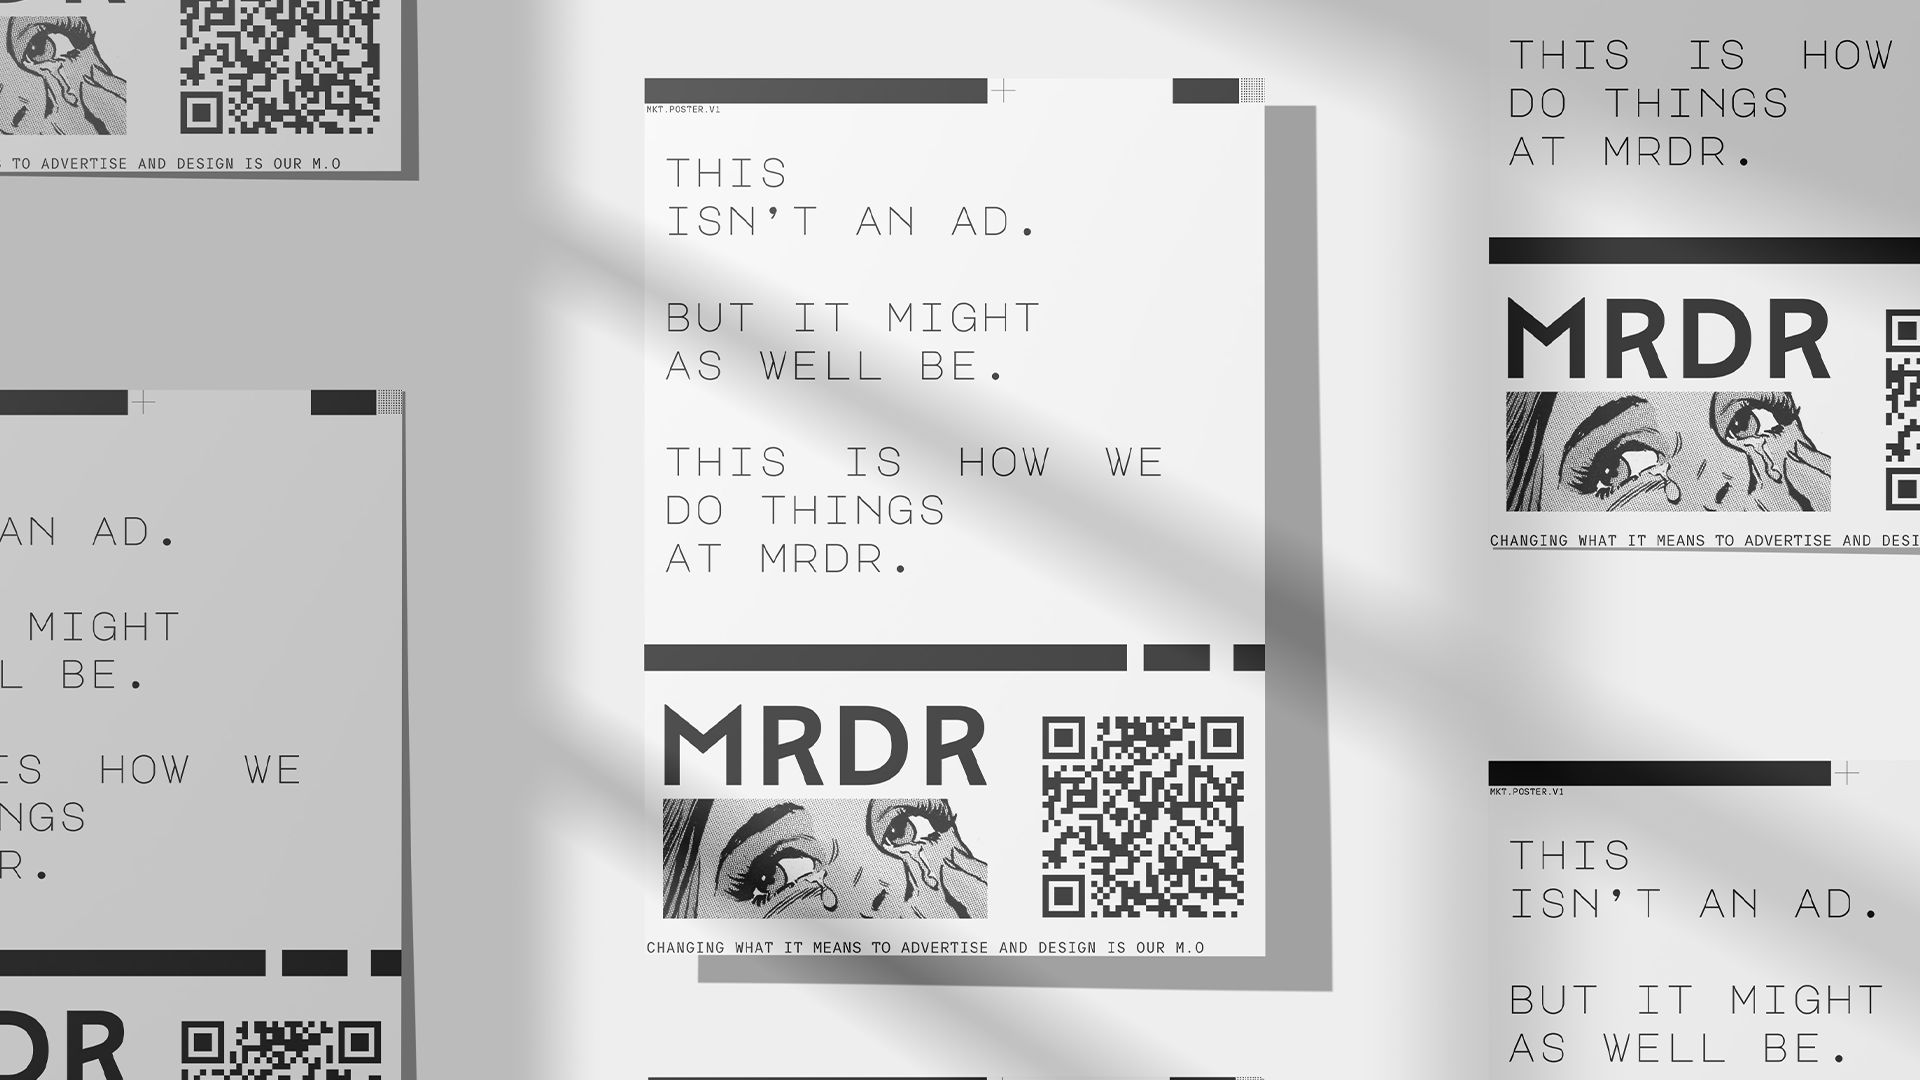 TO ADVERTISE AND DESIGN IS OUR M.O
AN AD.
MIGHT
BE.
HOW WE
MKT.POSTER.V1
THIS
ISN’T AN AD.
BUT IT MIGHT
AS WELL BE.
THIS IS HOW WE
DO THINGS
AT MRDR.
MRDR
CHANGING WHAT IT MEANS TO ADVERTISE AND DESIGN IS OUR M.O
THIS IS HOW
DO THINGS
AT MRDR.
MRDR
CHANGING WHAT IT MEANS TO ADVERTISE AND DESI
MKT.POSTER.V1
THIS
ISN’T AN AD.
BUT IT MIGHT
AS WELL BE.